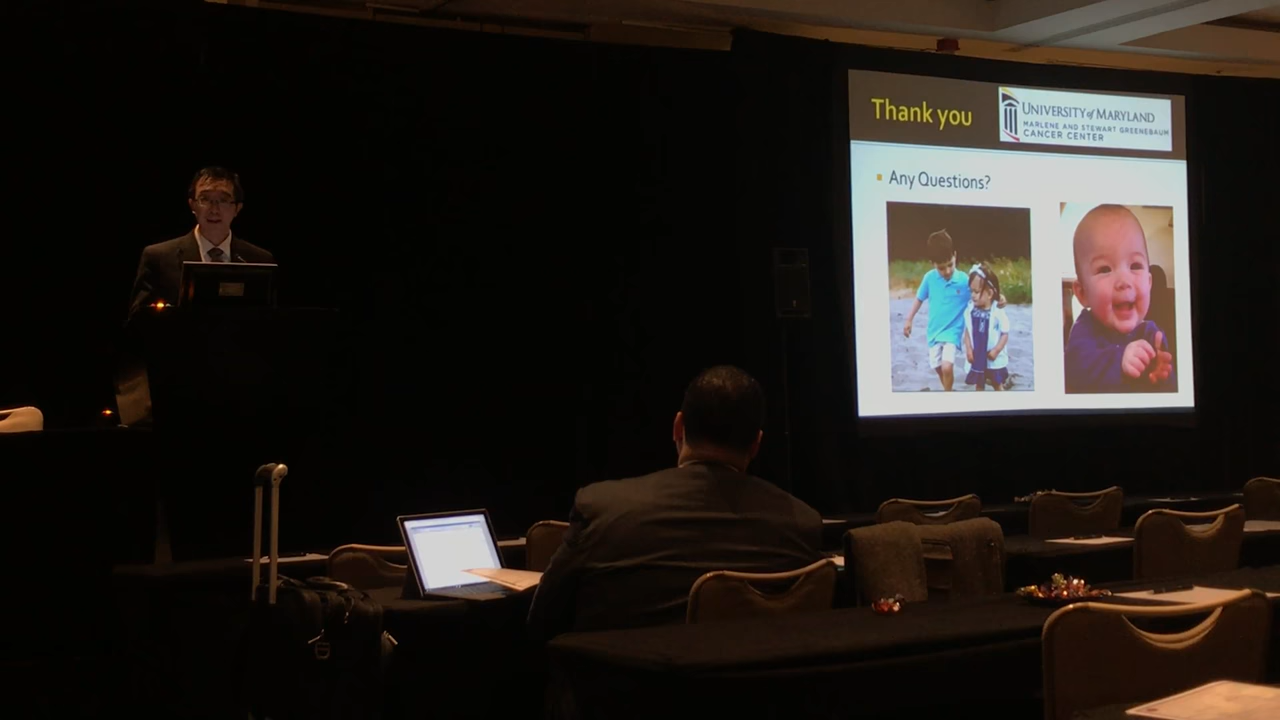 Thank you
UNIVERSITY of MARYLAND
MARLENE AND STEWART GREENEBAUM
CANCER CENTER
Any Questions?